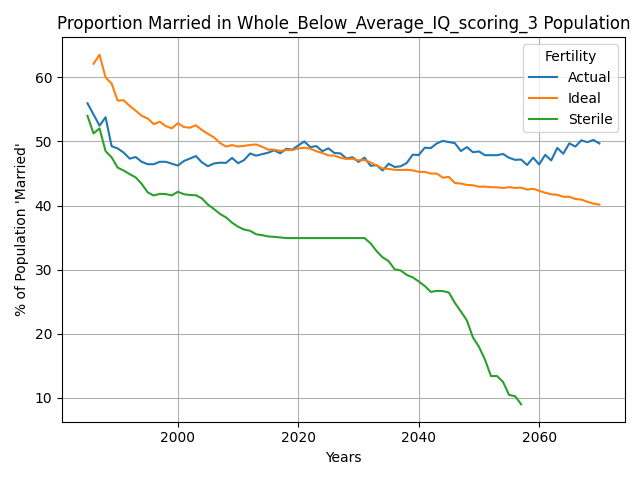 Proportion Married in Whole_Below_Average_IQ_scoring_3 Population
% of Population 'Married'
60
50
40
30
20
10
2000
2020
2040
2060
Years
Fertility
Actual
Ideal
Sterile